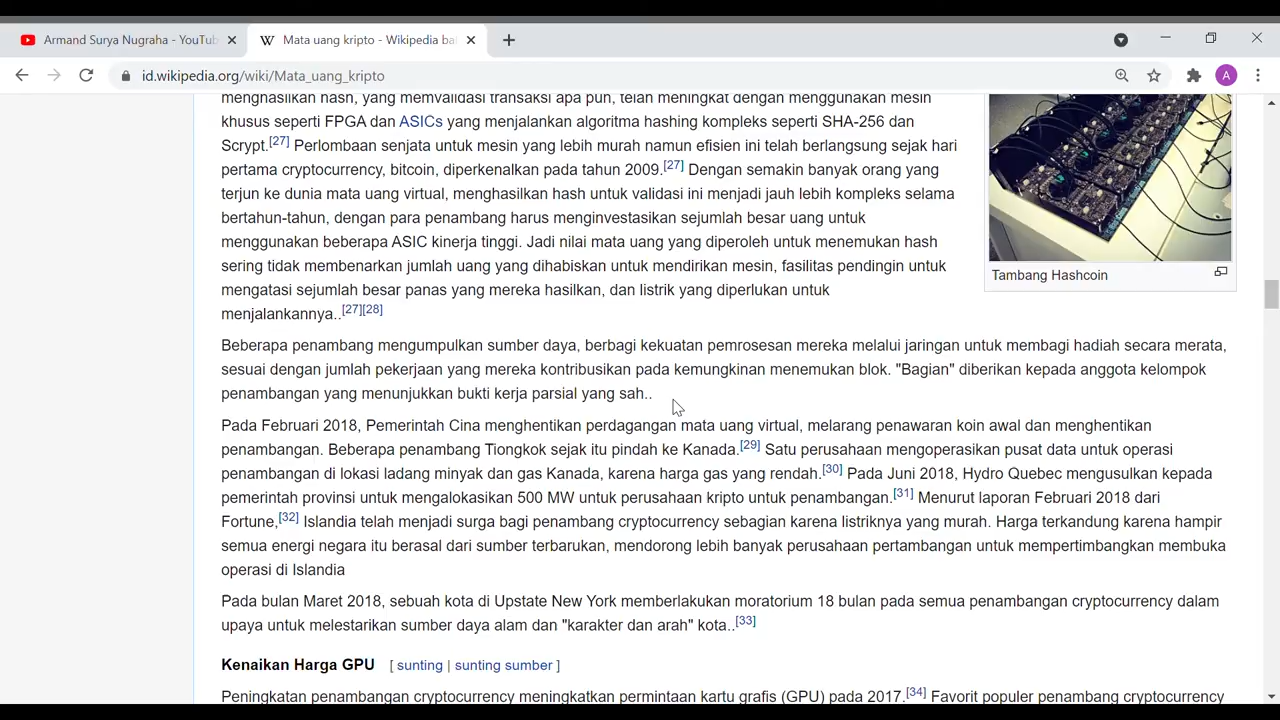 Armand Surya Nugraha - YouTub
Mata uang kripto - Wikipedia ba
id.wikipedia.org/wiki/Mata_uang_kripto
A
menghasilkan hash, yang memvalidasi transaksi apa pun, telah meningkat dengan menggunakan mesin
khusus seperti FPGA dan ASICs yang menjalankan algoritma hashing kompleks seperti SHA-256 dan
Scrypt.[27] Perlombaan senjata untuk mesin yang lebih murah namun efisien ini telah berlangsung sejak hari
pertama cryptocurrency, bitcoin, diperkenalkan pada tahun 2009.[27] Dengan semakin banyak orang yang
terjun ke dunia mata uang virtual, menghasilkan hash untuk validasi ini menjadi jauh lebih kompleks selama
bertahun-tahun, dengan para penambang harus menginvestasikan sejumlah besar uang untuk
menggunakan beberapa ASIC kinerja tinggi. Jadi nilai mata uang yang diperoleh untuk menemukan hash
sering tidak membenarkan jumlah uang yang dihabiskan untuk mendirikan mesin, fasilitas pendingin untuk
mengatasi sejumlah besar panas yang mereka hasilkan, dan listrik yang diperlukan untuk
menjalankannya..[27][28]
Tambang Hashcoin
Beberapa penambang mengumpulkan sumber daya, berbagi kekuatan pemrosesan mereka melalui jaringan untuk membagi hadiah secara merata,
sesuai dengan jumlah pekerjaan yang mereka kontribusikan pada kemungkinan menemukan blok. "Bagian" diberikan kepada anggota kelompok
penambangan yang menunjukkan bukti kerja parsial yang sah..
Pada Februari 2018, Pemerintah Cina menghentikan perdagangan mata uang virtual, melarang penawaran koin awal dan menghentikan
penambangan. Beberapa penambang Tiongkok sejak itu pindah ke Kanada.[29] Satu perusahaan mengoperasikan pusat data untuk operasi
penambangan di lokasi ladang minyak dan gas Kanada, karena harga gas yang rendah.[30] Pada Juni 2018, Hydro Quebec mengusulkan kepada
pemerintah provinsi untuk mengalokasikan 500 MW untuk perusahaan kripto untuk penambangan.[31] Menurut laporan Februari 2018 dari
Fortune,[32] Islandia telah menjadi surga bagi penambang cryptocurrency sebagian karena listriknya yang murah. Harga terkandung karena hampir
semua energi negara itu berasal dari sumber terbarukan, mendorong lebih banyak perusahaan pertambangan untuk mempertimbangkan membuka
operasi di Islandia
Pada bulan Maret 2018, sebuah kota di Upstate New York memberlakukan moratorium 18 bulan pada semua penambangan cryptocurrency dalam
upaya untuk melestarikan sumber daya alam dan "karakter dan arah" kota..[33]
Kenaikan Harga GPU [ sunting | sunting sumber ]
Peningkatan penambangan cryptocurrency meningkatkan permintaan kartu grafis (GPU) pada 2017.[34] Favorit populer penambang cryptocurrency